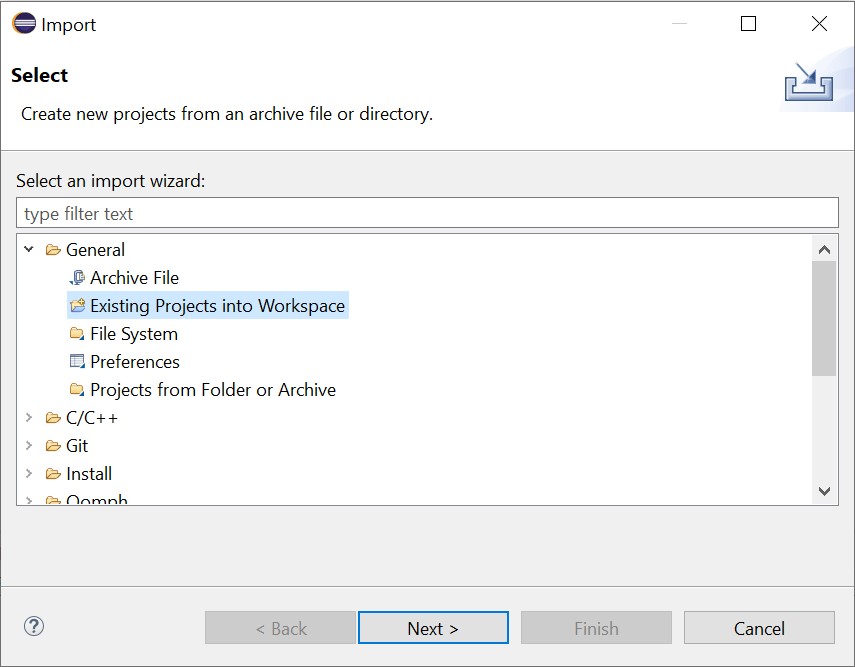 Import
Select
Create new projects from an archive file or directory.
Select an import wizard:
type filter text
General
Archive File
Existing Projects into Workspace
File System
Preferences
Projects from Folder or Archive
C/C++
Git
Install
Oomph
?
< Back
Next >
Finish
Cancel